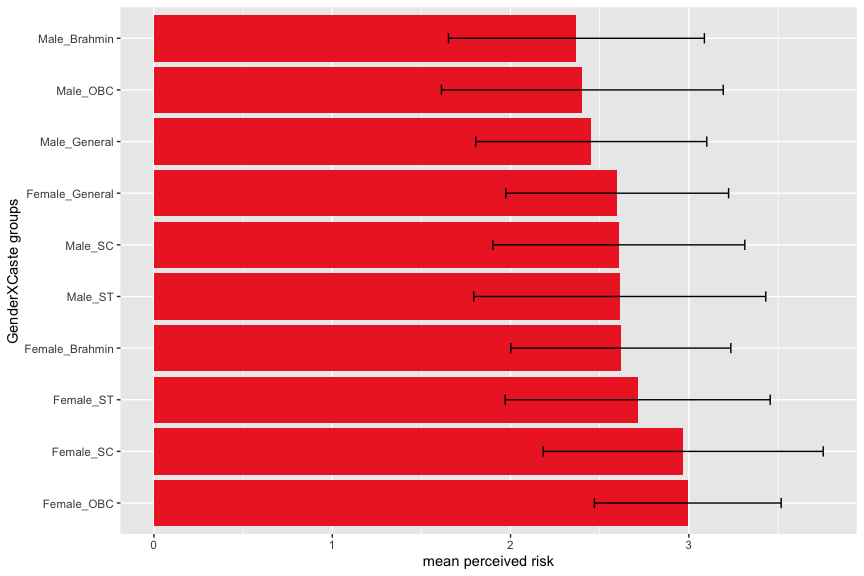 GenderXCaste groups
Male_Brahmin
Male_OBC
Male_General
Female_General
Male_SC
Male_ST
Female_Brahmin
Female_ST
Female_SC
Female_OBC
0 1 2 3
mean perceived risk